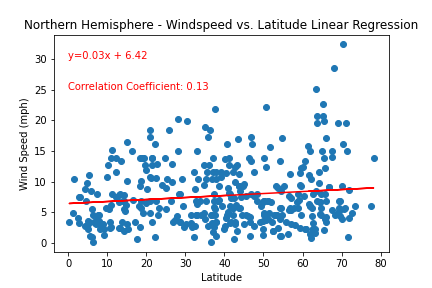 Northern Hemisphere - Windspeed vs. Latitude Linear Regression
y=0.03x + 6.42
Correlation Coefficient: 0.13
Wind Speed (mph)
35
30
25
20
15
10
5
0
0 10 20 30 40 50 60 70 80
Latitude